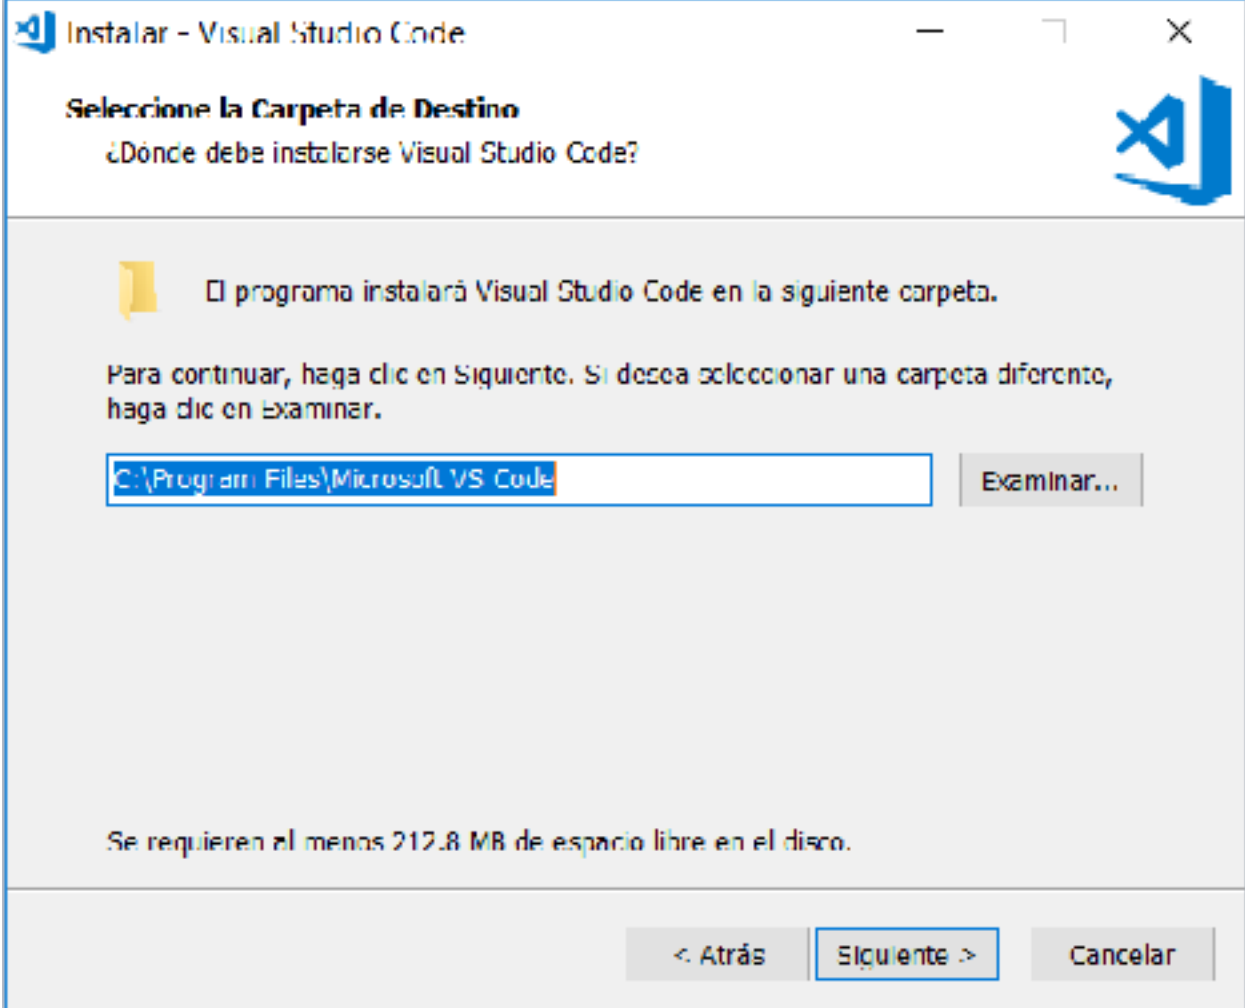 Instalar - Visual Studio Code
Seleccione la Carpeta de Destino
¿Dónde debe instalarse Visual Studio Code?
El programa instalará Visual Studio Code en la siguiente carpeta.
Para continuar, haga clic en Siguiente. Si desea seleccionar una carpeta diferente,
haga clic en Examinar.
C:\Program Files\Microsoft VS Code
Examinar...
Se requieren al menos 212.8 MB de espacio libre en el disco.
< Atrás
Siguiente >
Cancelar